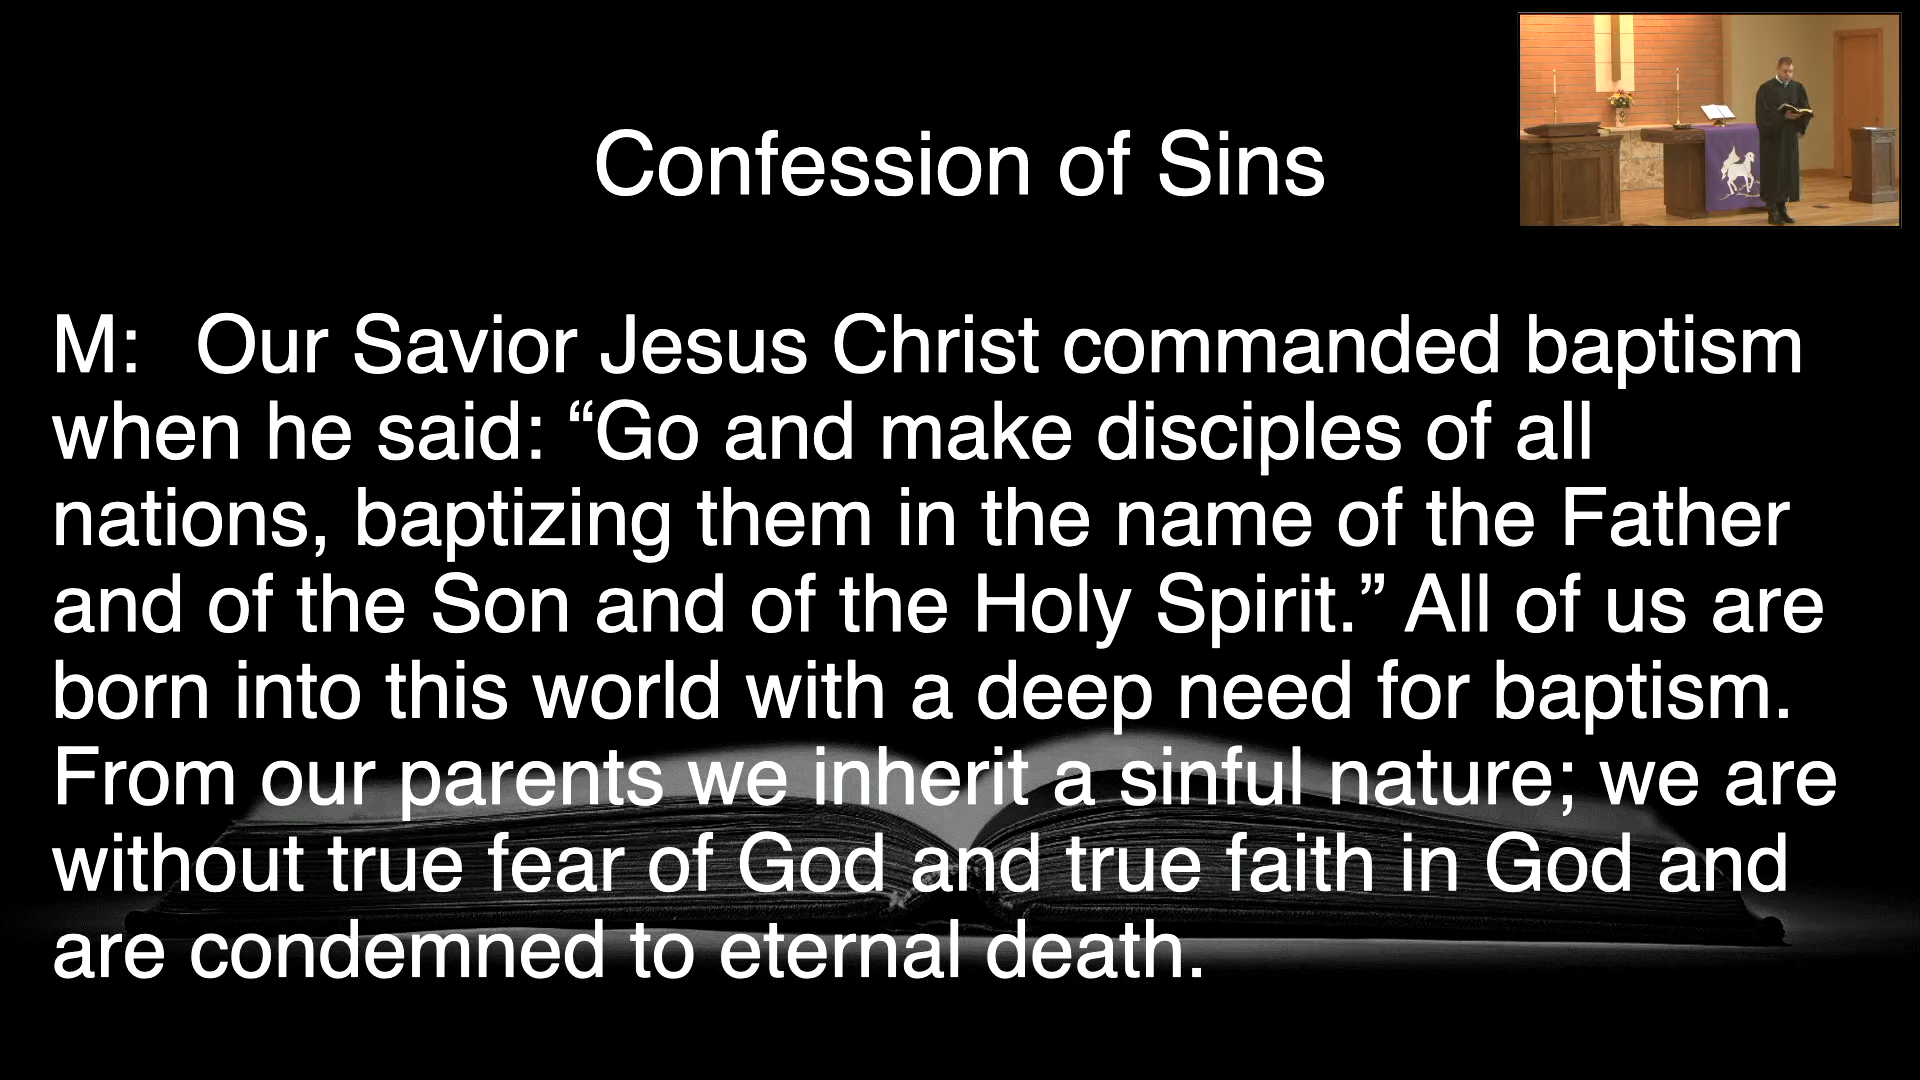 Confession of Sins
M: Our Savior Jesus Christ commanded baptism
when he said: “Go and make disciples of all
nations, baptizing them in the name of the Father
and of the Son and of the Holy Spirit.” All of us are
born into this world with a deep need for baptism.
From our parents we inherit a sinful nature; we are
without true fear of God and true faith in God and
are condemned to eternal death.